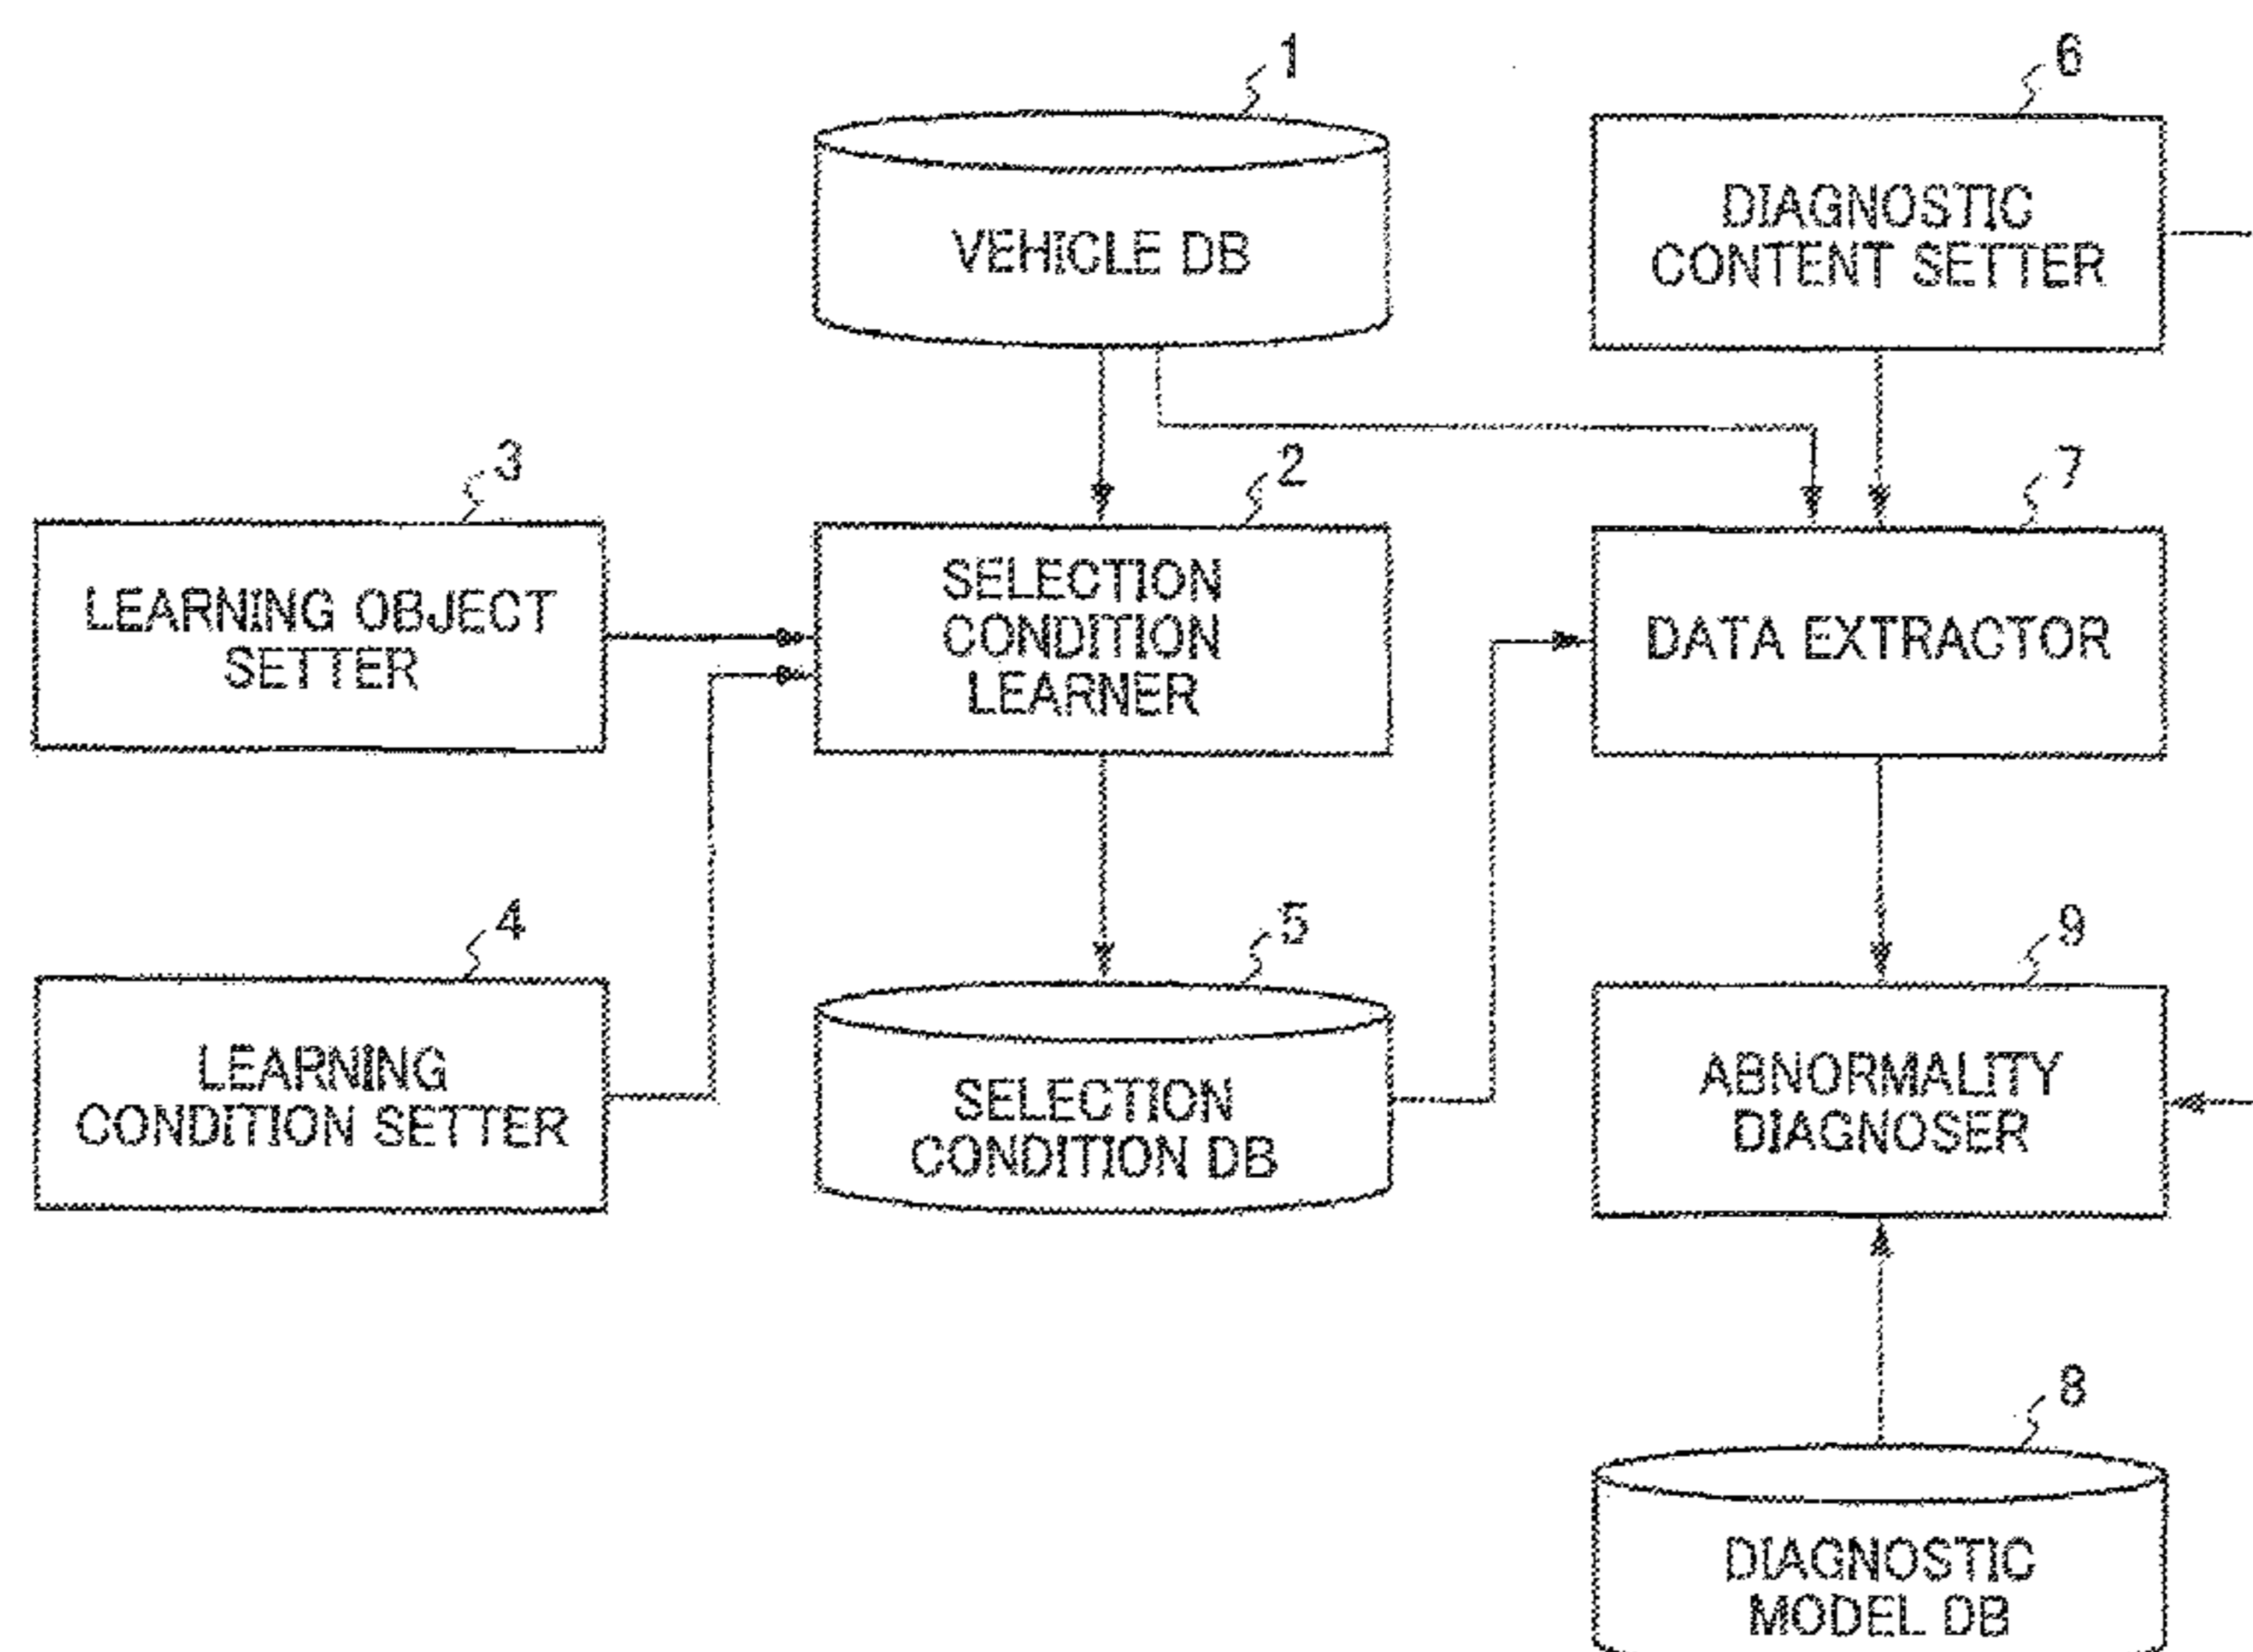 1
VEHICLE DB
6
DIAGNOSTIC
CONTENT SETTER
3
LEARNING OBJECT
SETTER
2
SELECTION
CONDITION
LEARNER
7
DATA EXTRACTOR
4
LEARNING
CONDITION SETTER
5
SELECTION
CONDITION DB
9
ABNORMALITY
DIAGNOSER
8
DIAGNOSTIC
MODEL DB